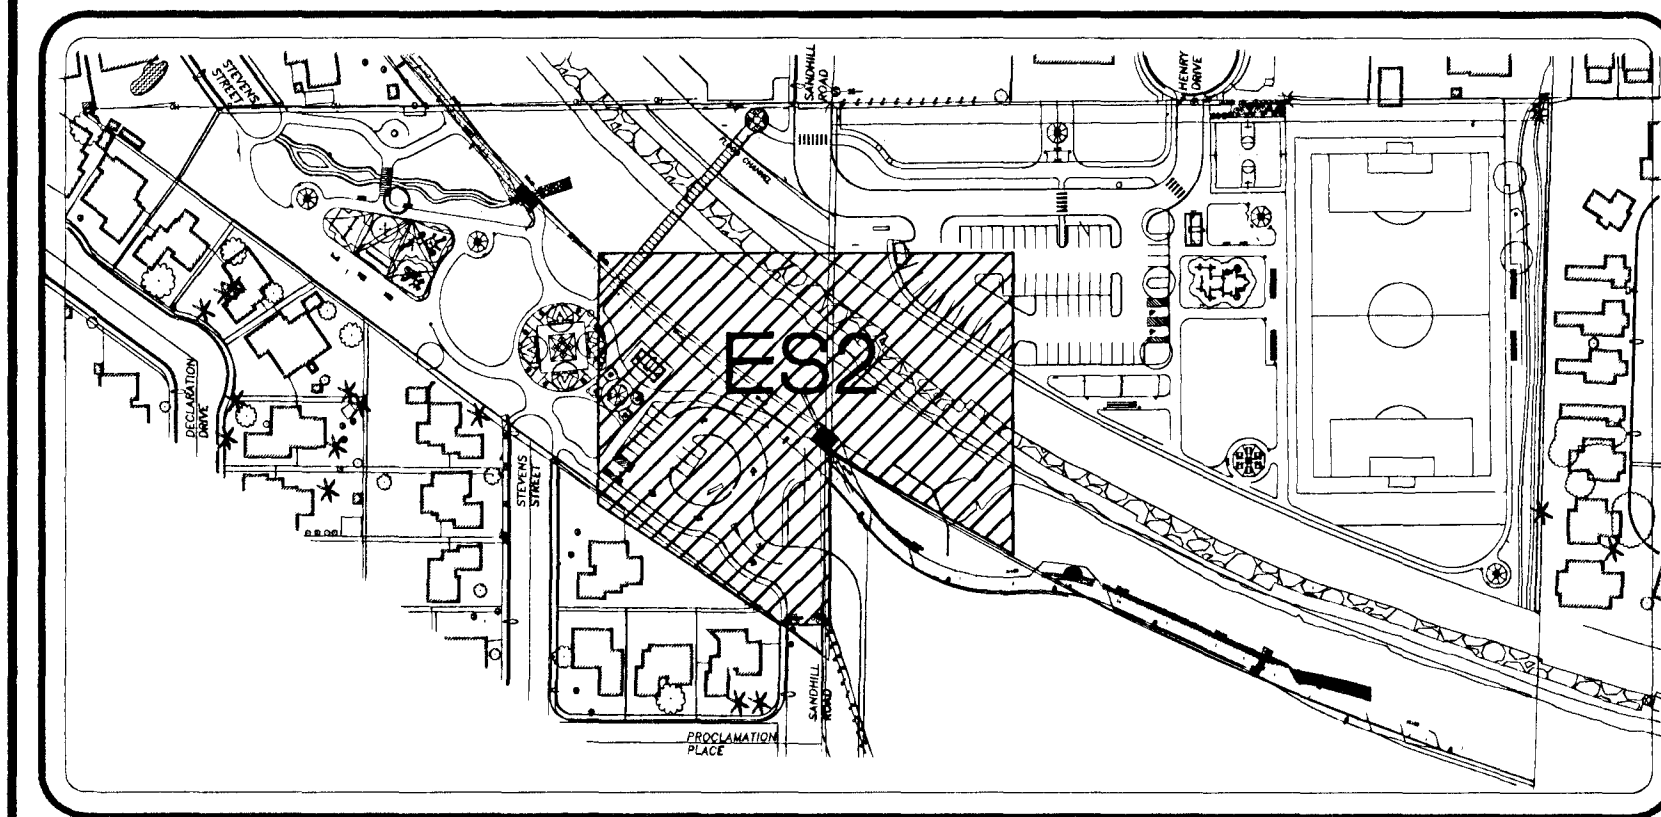 STEVENS
STREET
SANDHILL
ROAD
HENRY
DRIVE
FLOOD CHANNEL
ES2
DECLARATION
DRIVE
STEVENS
STREET
SANDHILL
ROAD
PROCLAMATION
PLACE